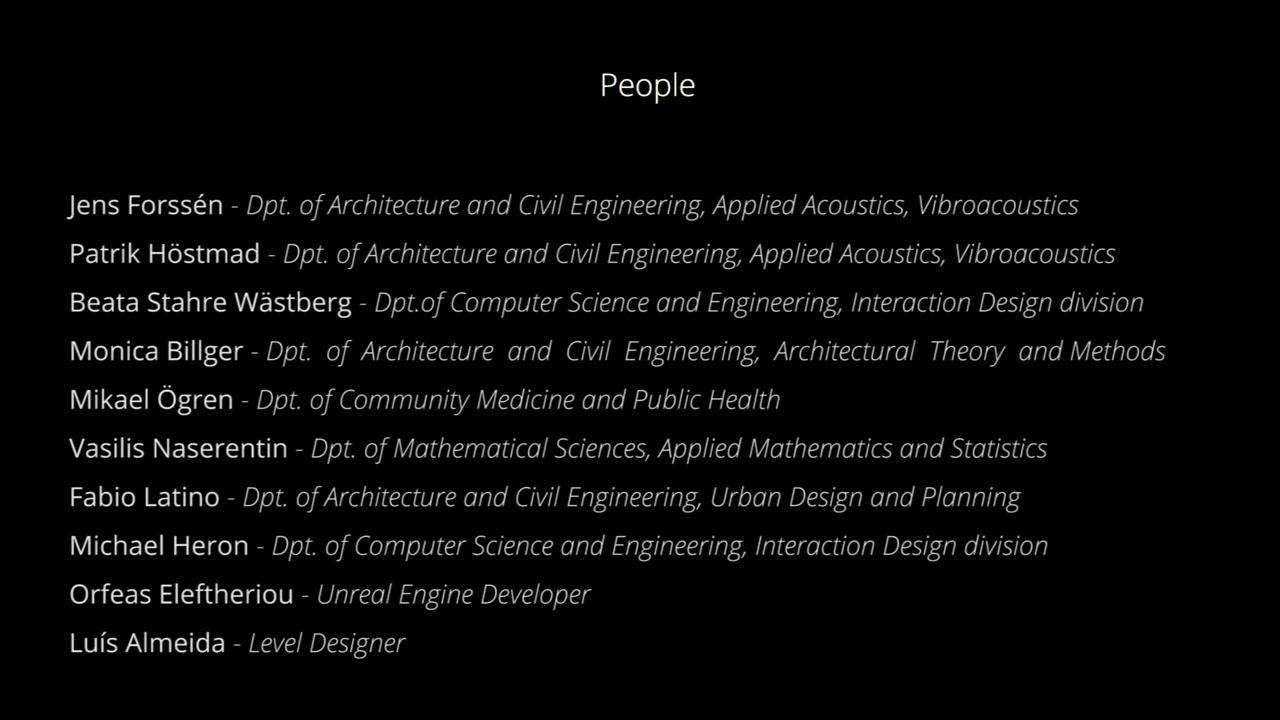 People
Jens Forssén - Dpt. of Architecture and Civil Engineering, Applied Acoustics, Vibroacoustics
Patrik Höstmad - Dpt. of Architecture and Civil Engineering, Applied Acoustics, Vibroacoustics
Beata Stahre Wästberg - Dpt.of Computer Science and Engineering, Interaction Design division
Monica Billger - Dpt. of Architecture and Civil Engineering, Architectural Theory and Methods
Mikael Ögren - Dpt. of Community Medicine and Public Health
Vasilis Naserentin - Dpt. of Mathematical Sciences, Applied Mathematics and Statistics
Fabio Latino - Dpt. of Architecture and Civil Engineering, Urban Design and Planning
Michael Heron - Dpt. of Computer Science and Engineering, Interaction Design division
Orfeas Eleftheriou - Unreal Engine Developer
Luís Almeida - Level Designer